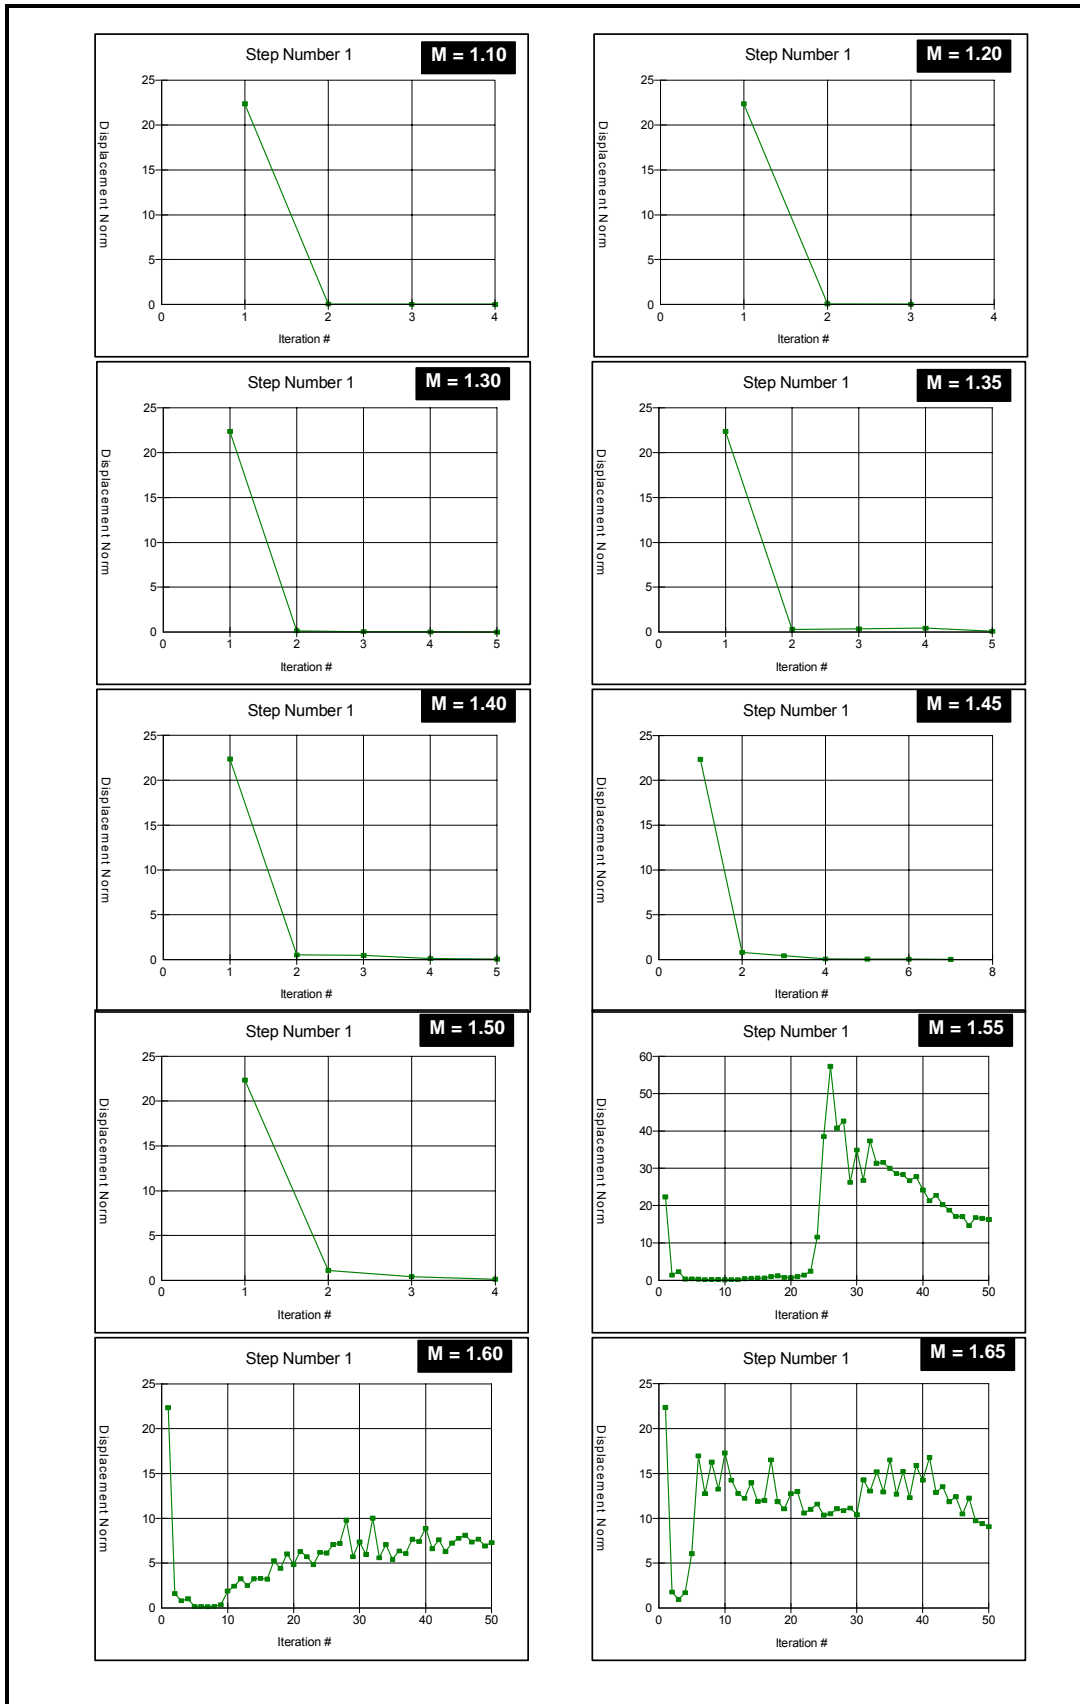 Step Number 1
M = 1.10
Displacement Norm
25
20
15
10
5
0
0 1 2 3 4
Iteration #
Step Number 1
M = 1.20
Displacement Norm
25
20
15
10
5
0
0 1 2 3 4
Iteration #
Step Number 1
M = 1.30
Displacement Norm
25
20
15
10
5
0
0 1 2 3 4 5
Iteration #
Step Number 1
M = 1.35
Displacement Norm
25
20
15
10
5
0
0 1 2 3 4 5
Iteration #
Step Number 1
M = 1.40
Displacement Norm
25
20
15
10
5
0
0 1 2 3 4 5
Iteration #
Step Number 1
M = 1.45
Displacement Norm
25
20
15
10
5
0
0 2 4 6 8
Iteration #
Step Number 1
M = 1.50
Displacement Norm
25
20
15
10
5
0
0 1 2 3 4
Iteration #
Step Number 1
M = 1.55
Displacement Norm
60
50
40
30
20
10
0
0 10 20 30 40 50
Iteration #
Step Number 1
M = 1.60
Displacement Norm
25
20
15
10
5
0
0 10 20 30 40 50
Iteration #
Step Number 1
M = 1.65
Displacement Norm
25
20
15
10
5
0
0 10 20 30 40 50
Iteration #